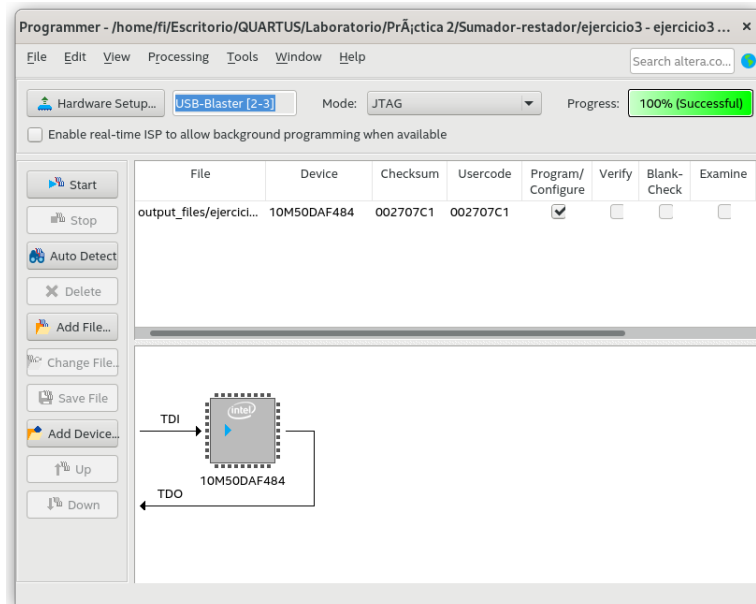 Programmer - /home/fi/Escritorio/QUARTUS/Laboratorio/PrÃ¡ctica 2/Sumador-restador/ejercicio3 - ejercicio3 ...
File Edit View Processing Tools Window Help
Search altera.co...
Hardware Setup... USB-Blaster [2-3] Mode: JTAG Progress: 100% (Successful)
Enable real-time ISP to allow background programming when available
Start
Stop
Auto Detect
Delete
Add File...
Change File..
Save File
Add Device..
Up
Down
File Device Checksum Usercode Program/ Verify Blank- Examine
Configure Check
output_files/ejercici... 10M50DAF484 002707C1 002707C1
intel
TDI
10M50DAF484
TDO